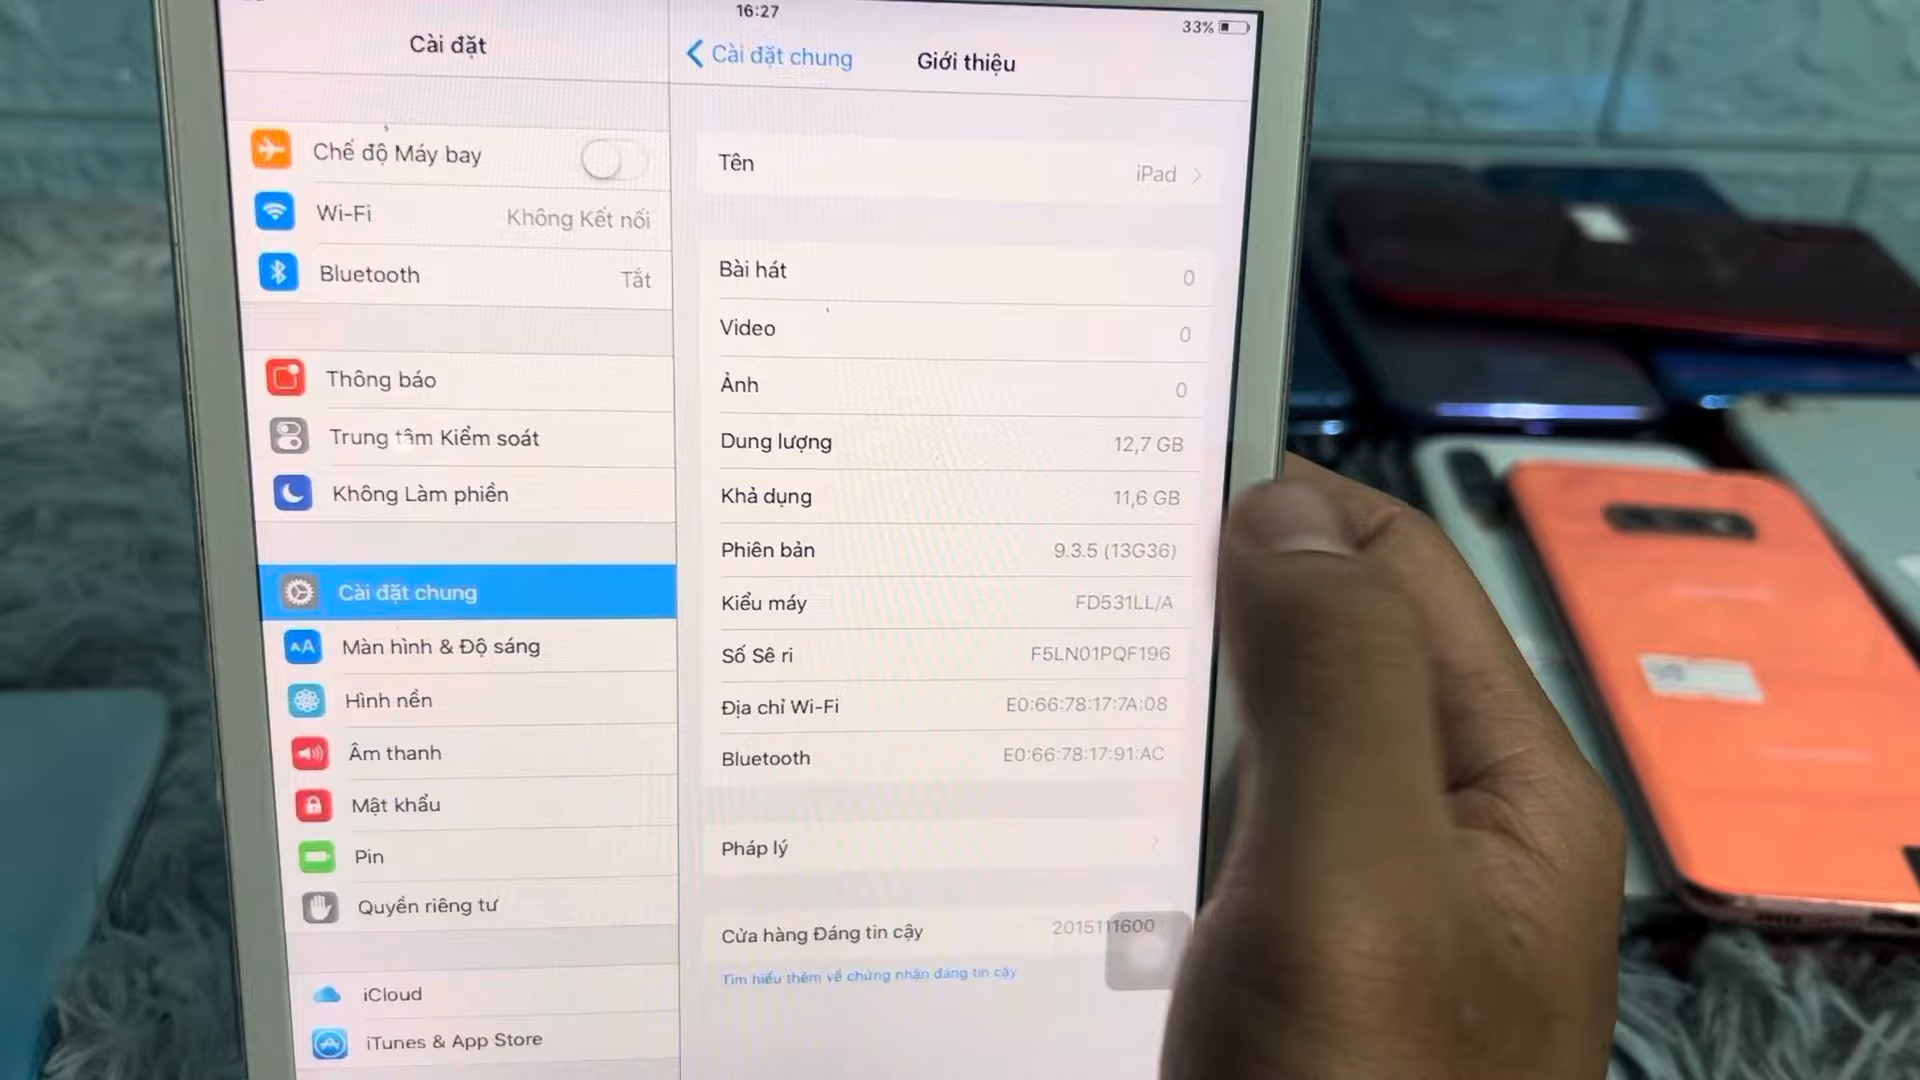 16:27
33%
Cài đặt
Cài đặt chung
Giới thiệu
Chế độ Máy bay
Wi-Fi
Không Kết nối
Bluetooth
Tắt
Thông báo
Trung tâm Kiểm soát
Không Làm phiền
Cài đặt chung
Màn hình & Độ sáng
Hình nền
Âm thanh
Mật khẩu
Pin
Quyền riêng tư
iCloud
iTunes & App Store
Tên
iPad
Bài hát
0
Video
0
Ảnh
0
Dung lượng
12,7 GB
Khả dụng
11,6 GB
Phiên bản
9.3.5 (13G36)
Kiểu máy
FD531LL/A
Số Sê ri
F5LN01PQF196
Địa chỉ Wi-Fi
E0:66:78:17:7A:08
Bluetooth
E0:66:78:17:91:AC
Pháp lý
Cửa hàng Đáng tin cậy
2015111600
Tìm hiểu thêm về chứng nhận đáng tin cậy